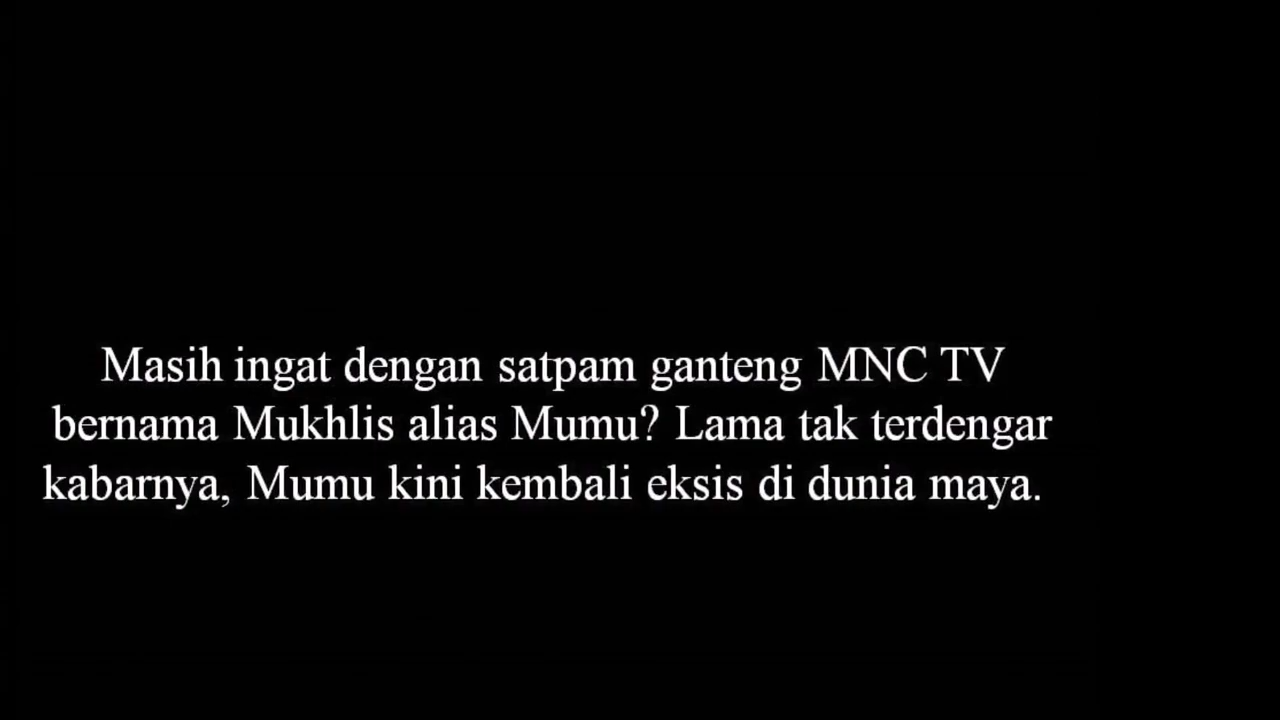 Masih ingat dengan satpam ganteng MNC TV
bernama Mukhlis alias Mumu? Lama tak terdengar
kabarnya, Mumu kini kembali eksis di dunia maya.